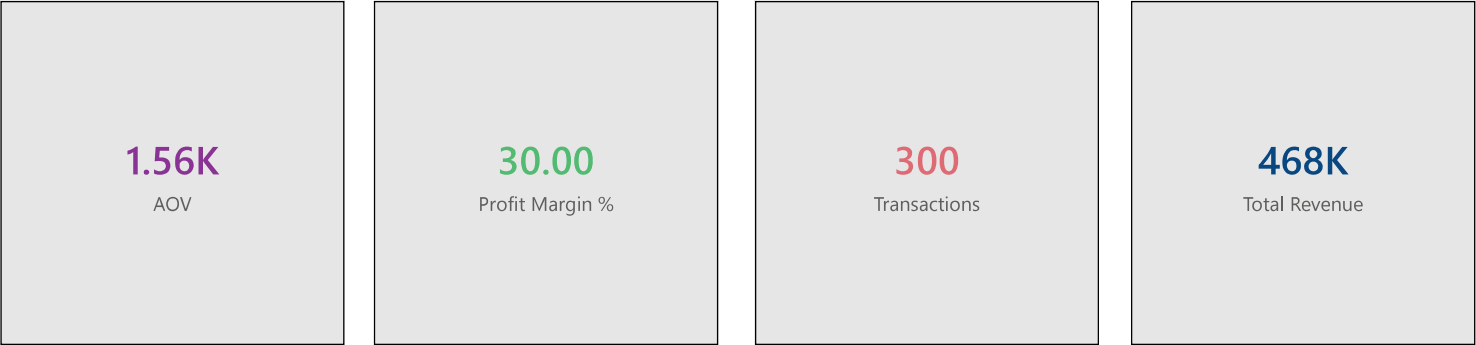 1.56K
AOV
30.00
Profit Margin %
300
Transactions
468K
Total Revenue